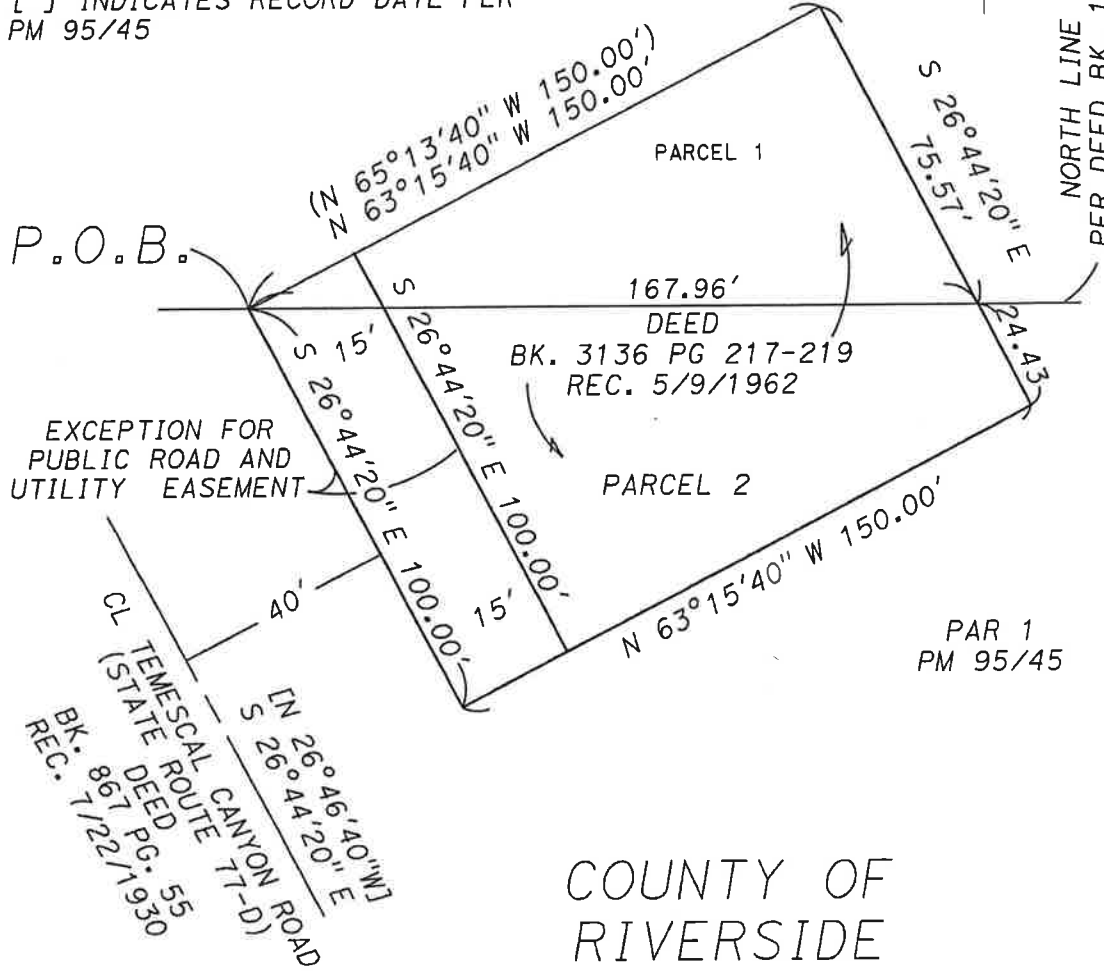 [ ] INDICATES RECORD DATE PER
PM 95/45
(N 65°13'40" W 150.00')
N 63°15'40" W 150.00'
PARCEL 1
S 26°44'20" E
75.57'
NORTH LINE
PER DEED BK.
P.O.B.
167.96'
DEED
BK. 3136 PG 217-219
REC. 5/9/1962
24.43
15'
S 26°44'20" E 100.00'
S 26°44'20" E 100.00'
EXCEPTION FOR
PUBLIC ROAD AND
UTILITY EASEMENT
PARCEL 2
40'
15'
N 63°15'40" W 150.00'
PAR 1
PM 95/45
[N 26°46'40"W]
S 26°44'20" E
CL TEMESCAL CANYON ROAD
(STATE ROUTE 77-D)
DEED
BK. 867 PG. 55
REC. 7/22/1930
COUNTY OF
RIVERSIDE